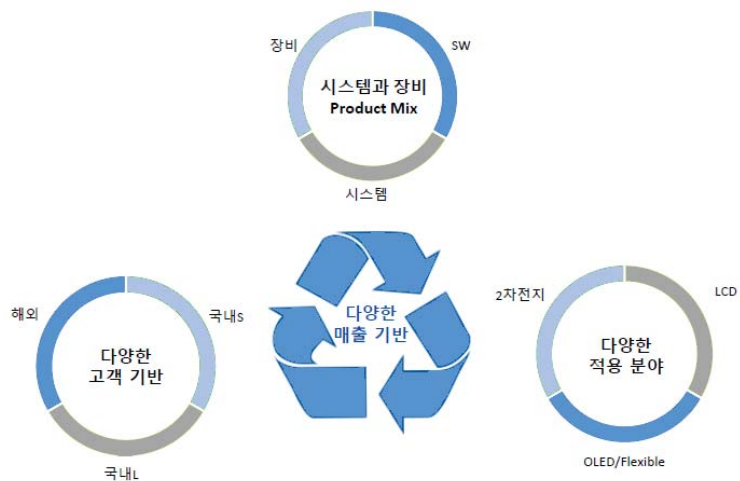 장비
SW
시스템과 장비
Product Mix
시스템
해외
국내S
다양한
고객 기반
국내L
다양한
매출 기반
2차전지
LCD
다양한
적용 분야
OLED/Flexible